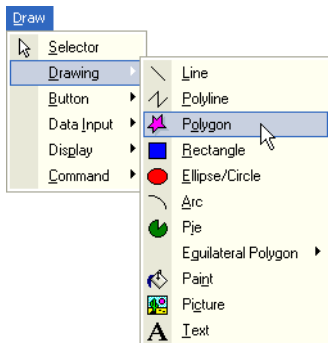 Draw
Selector
Drawing
Button
Data Input
Display
Command
Line
Polyline
Polygon
Rectangle
Ellipse/Circle
Arc
Pie
Equilateral Polygon
Paint
Picture
A Text